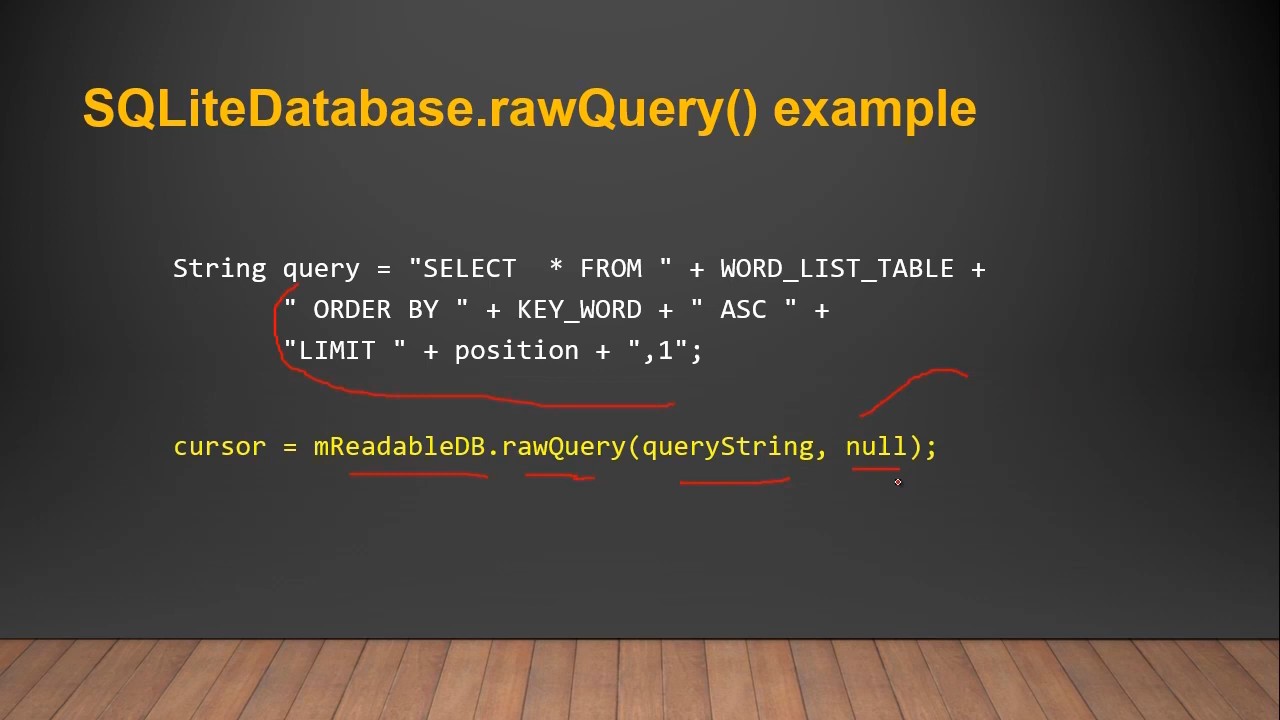 SQLiteDatabase.rawQuery() example
String query = "SELECT  * FROM " + WORD_LIST_TABLE +
" ORDER BY " + KEY_WORD + " ASC " +
"LIMIT " + position + ",1";
cursor = mReadableDB.rawQuery(queryString, null);